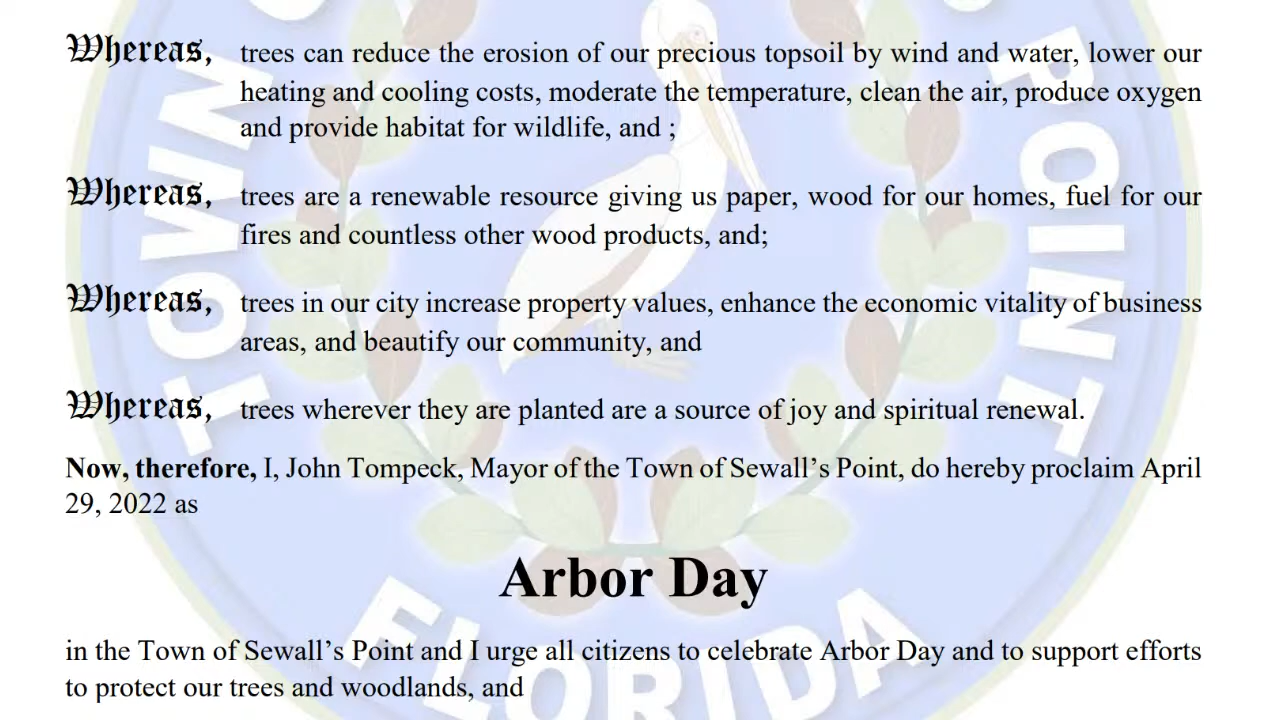 Whereas, trees can reduce the erosion of our precious topsoil by wind and water, lower our
heating and cooling costs, moderate the temperature, clean the air, produce oxygen
and provide habitat for wildlife, and ;
Whereas, trees are a renewable resource giving us paper, wood for our homes, fuel for our
fires and countless other wood products, and;
Whereas, trees in our city increase property values, enhance the economic vitality of business
areas, and beautify our community, and
Whereas, trees wherever they are planted are a source of joy and spiritual renewal.
Now, therefore, I, John Tompeck, Mayor of the Town of Sewall’s Point, do hereby proclaim April
29, 2022 as
Arbor Day
in the Town of Sewall’s Point and I urge all citizens to celebrate Arbor Day and to support efforts
to protect our trees and woodlands, and
TOWN
POINT
FLORIDA